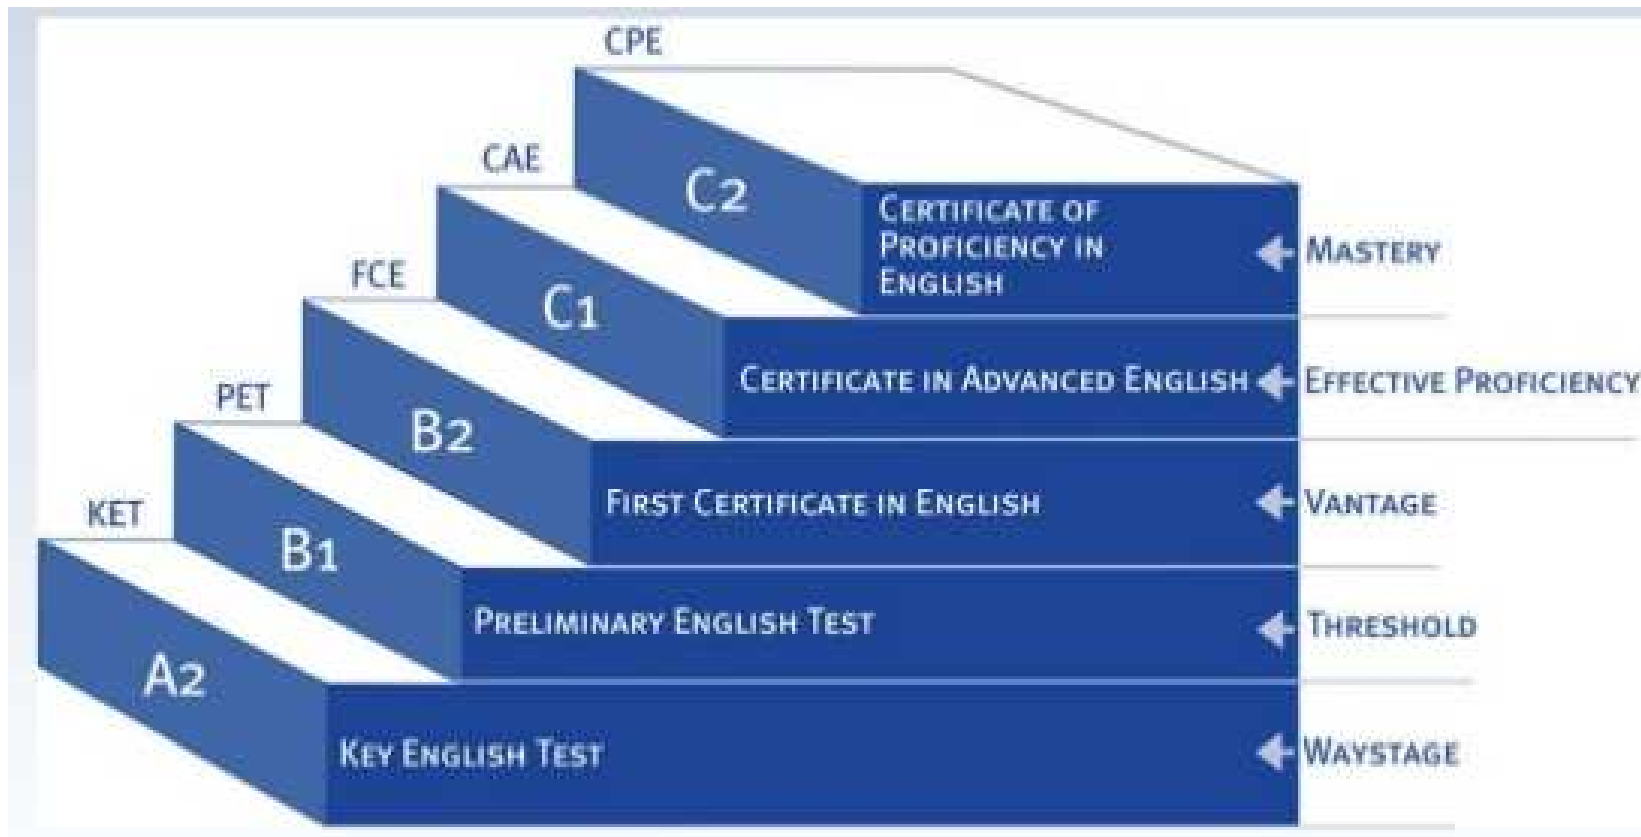 CPE
CAE
C2
CERTIFICATE OF
PROFICIENCY IN
ENGLISH
MASTERY
FCE
C1
CERTIFICATE IN ADVANCED ENGLISH
EFFECTIVE PROFICIENCY
PET
B2
FIRST CERTIFICATE IN ENGLISH
VANTAGE
KET
B1
PRELIMINARY ENGLISH TEST
THRESHOLD
A2
KEY ENGLISH TEST
WAYSTAGE